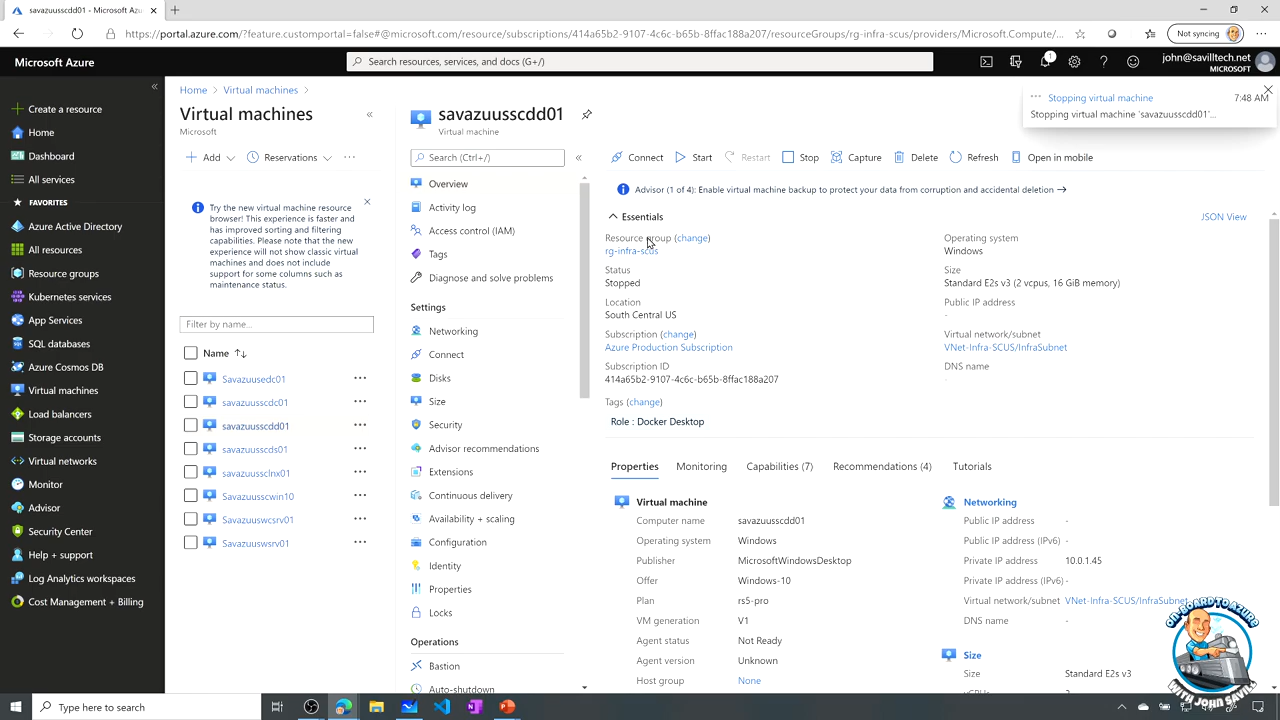 savazuusscdd01 - Microsoft Azu
https://portal.azure.com/?feature.customportal=false#@microsoft.com/resource/subscriptions/414a65b2-9107-4c6c-b65b-8ffac188a207/resourceGroups/rg-infra-scus/providers/Microsoft.Compute/...
Not syncing
Microsoft Azure
Search resources, services, and docs (G+/)
1
john@savilltech.net
MICROSOFT
Create a resource
Home
Dashboard
All services
FAVORITES
Azure Active Directory
All resources
Resource groups
Kubernetes services
App Services
SQL databases
Azure Cosmos DB
Virtual machines
Load balancers
Storage accounts
Virtual networks
Monitor
Advisor
Security Center
Help + support
Log Analytics workspaces
Cost Management + Billing
Home > Virtual machines >
Virtual machines
Microsoft
Add
Reservations
Try the new virtual machine resource
browser! This experience is faster and
has improved sorting and filtering
capabilities. Please note that the new
experience will not show classic virtual
machines and does not include
support for some columns such as
maintenance status.
Filter by name...
Name
Savazuusedc01
savazuusscdc01
savazuusscdd01
savazuusscds01
savazuussclnx01
Savazuusscwin10
Savazuuswcsrv01
Savazuuswsrv01
savazuusscdd01
Virtual machine
Search (Ctrl+/)
Overview
Activity log
Access control (IAM)
Tags
Diagnose and solve problems
Settings
Networking
Connect
Disks
Size
Security
Advisor recommendations
Extensions
Continuous delivery
Availability + scaling
Configuration
Identity
Properties
Locks
Operations
Bastion
Auto-shutdown
Stopping virtual machine 7:48 AM
Stopping virtual machine 'savazuusscdd01'...
Connect
Start
Restart
Stop
Capture
Delete
Refresh
Open in mobile
Advisor (1 of 4): Enable virtual machine backup to protect your data from corruption and accidental deletion →
Essentials
JSON View
Resource group (change)
rg-infra-scus
Status
Stopped
Location
South Central US
Subscription (change)
Azure Production Subscription
Subscription ID
414a65b2-9107-4c6c-b65b-8ffac188a207
Tags (change)
Role : Docker Desktop
Operating system
Windows
Size
Standard E2s v3 (2 vcpus, 16 GiB memory)
Public IP address
-
Virtual network/subnet
VNet-Infra-SCUS/InfraSubnet
DNS name
-
Properties
Monitoring
Capabilities (7)
Recommendations (4)
Tutorials
Virtual machine
Computer name savazuusscdd01
Operating system Windows
Publisher MicrosoftWindowsDesktop
Offer Windows-10
Plan rs5-pro
VM generation V1
Agent status Not Ready
Agent version Unknown
Host group None
Networking
Public IP address -
Public IP address (IPv6) -
Private IP address 10.0.1.45
Private IP address (IPv6) -
Virtual network/subnet VNet-Infra-SCUS/InfraSubnet
DNS name -
Size
Size Standard E2s v3
ON-BOARD TO AZURE
WITH JOHN SAVILL
Type here to search